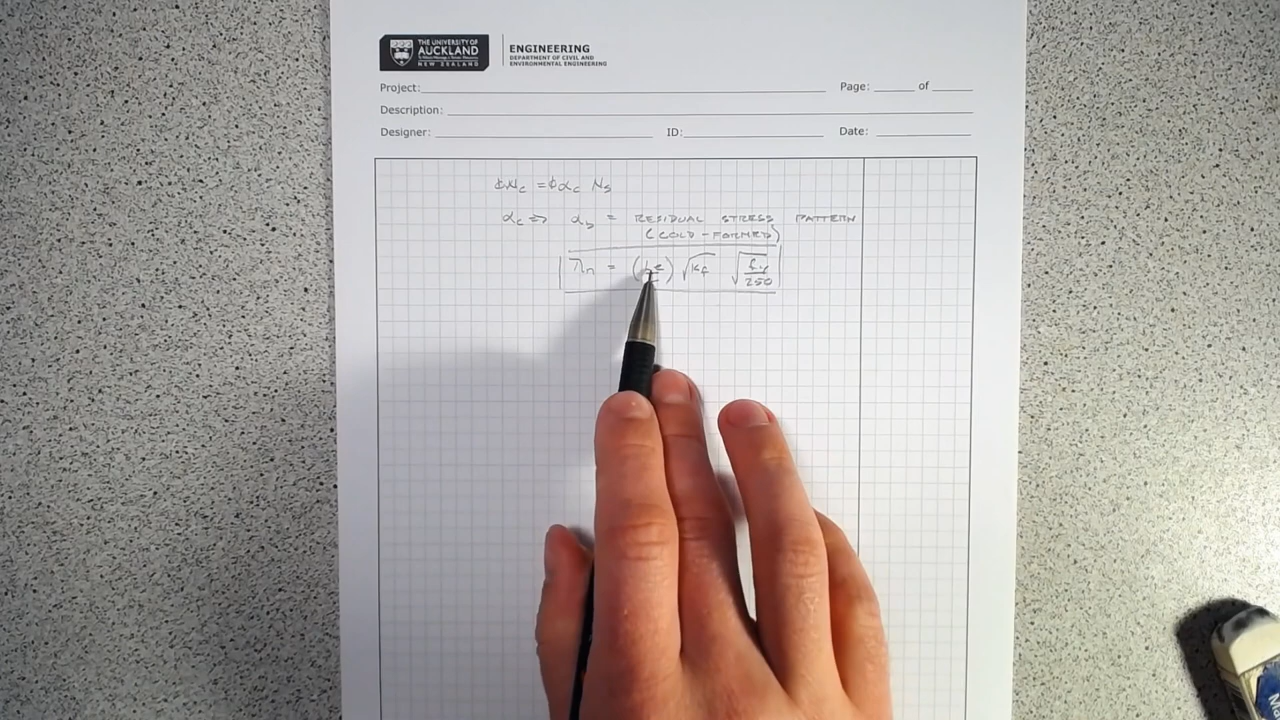 THE UNIVERSITY OF
AUCKLAND
NEW ZEALAND
ENGINEERING
DEPARTMENT OF CIVIL AND
ENVIRONMENTAL ENGINEERING
Project: Page: of
Description:
Designer: ID: Date:
ϕN_c = ϕα_c N_s
α_c ⇒ α_b = RESIDUAL STRESS PATTERN
(COLD-FORMED)
λ_n = ( ) √k_f √(f_y/250)